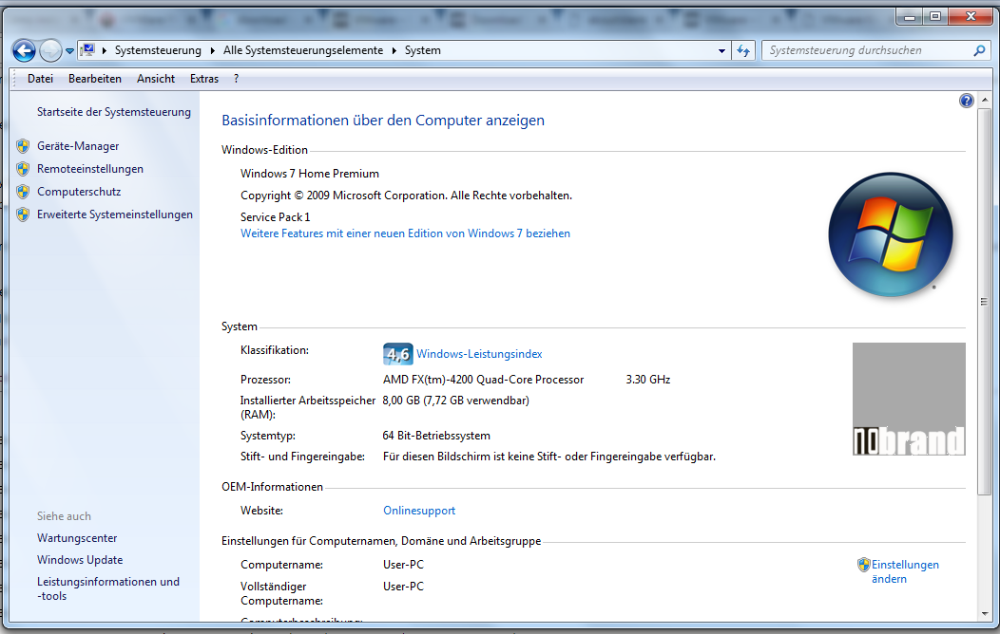 Systemsteuerung Alle Systemsteuerungselemente System
Systemsteuerung durchsuchen
Datei Bearbeiten Ansicht Extras ?
Startseite der Systemsteuerung
Geräte-Manager
Remoteeinstellungen
Computerschutz
Erweiterte Systemeinstellungen
Siehe auch
Wartungscenter
Windows Update
Leistungsinformationen und
-tools
Basisinformationen über den Computer anzeigen
Windows-Edition
Windows 7 Home Premium
Copyright © 2009 Microsoft Corporation. Alle Rechte vorbehalten.
Service Pack 1
Weitere Features mit einer neuen Edition von Windows 7 beziehen
System
Klassifikation: 4,6 Windows-Leistungsindex
Prozessor: AMD FX(tm)-4200 Quad-Core Processor 3.30 GHz
Installierter Arbeitsspeicher 8,00 GB (7,72 GB verwendbar)
(RAM):
Systemtyp: 64 Bit-Betriebssystem
Stift- und Fingereingabe: Für diesen Bildschirm ist keine Stift- oder Fingereingabe verfügbar.
nobrand
OEM-Informationen
Website: Onlinesupport
Einstellungen für Computernamen, Domäne und Arbeitsgruppe
Computername: User-PC
Einstellungen
ändern
Vollständiger User-PC
Computername:
Computerbeschreibung: